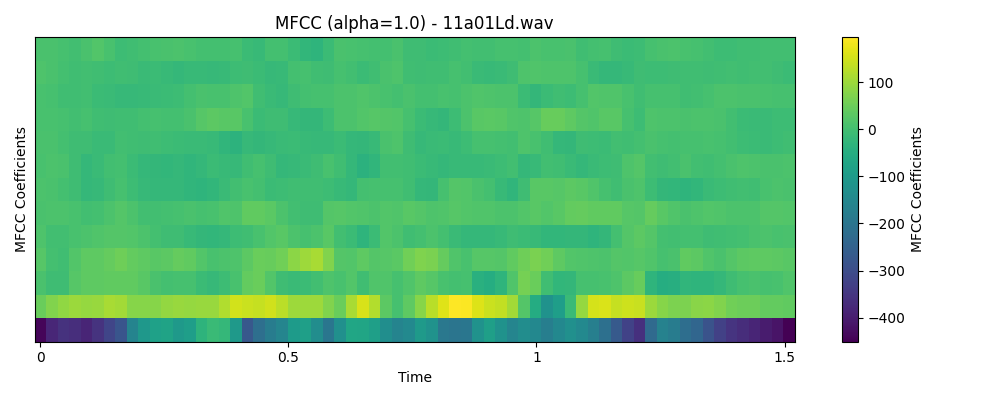 MFCC (alpha=1.0) - 11a01Ld.wav
MFCC Coefficients
0
0.5
1
1.5
Time
100
0
−100
−200
−300
−400
MFCC Coefficients